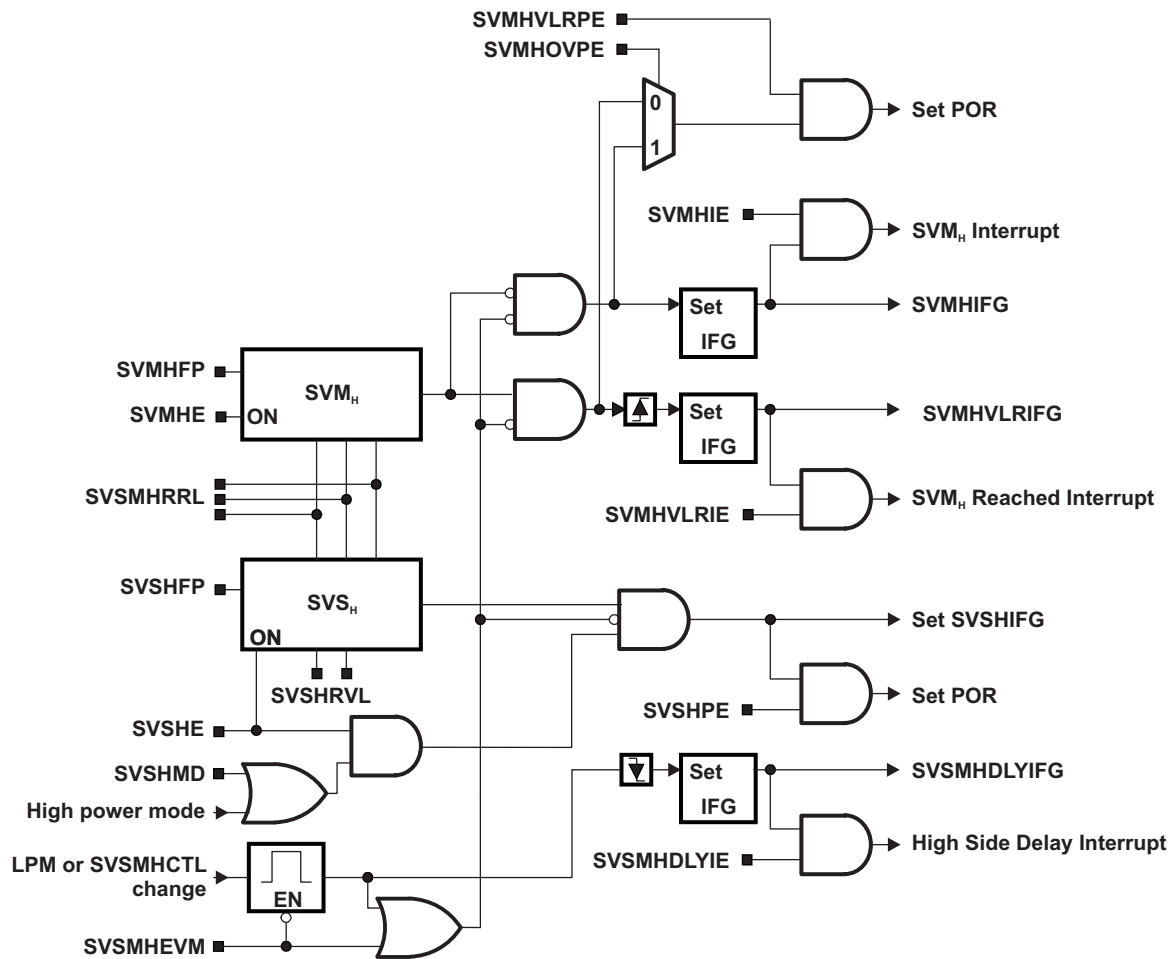 SVMHVLRPE
SVMHOVPE
0
1
Set POR
SVMHIE
SVMH Interrupt
Set
IFG
SVMHIFG
SVMHFP
SVMHE
ON
SVMH
Set
IFG
SVMHVLRIFG
SVMHVLRIE
SVMH Reached Interrupt
SVSMHRRL
SVSHFP
SVSH
ON
SVSHRVL
Set SVSHIFG
SVSHPE
Set POR
SVSHE
SVSHMD
High power mode
Set
IFG
SVSMHDLYIFG
SVSMHDLYIE
High Side Delay Interrupt
LPM or SVSMHCTL
change
EN
SVSMHEVM